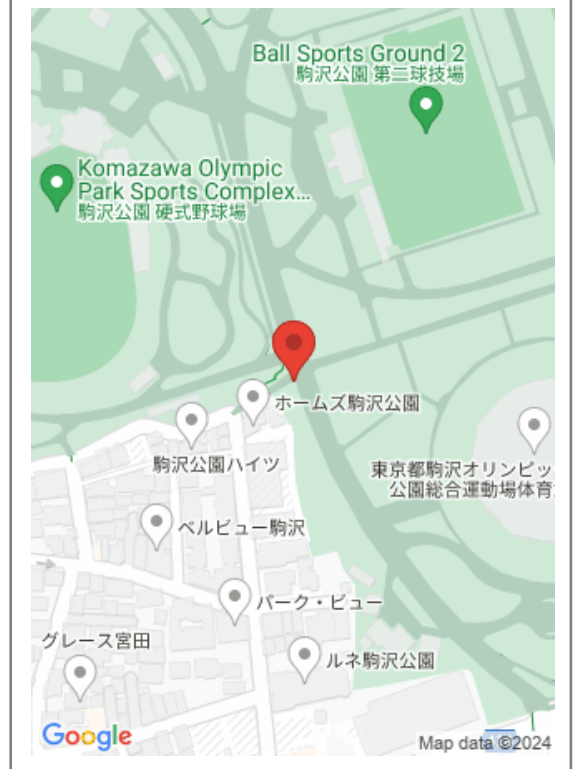 Ball Sports Ground 2
駒沢公園 第二球技場
Komazawa Olympic
Park Sports Complex...
駒沢公園 硬式野球場
ホームズ駒沢公園
駒沢公園ハイツ
東京都駒沢オリンピッ
公園総合運動場体育
ベルビュー駒沢
パーク・ビュー
グレース宮田
ルネ駒沢公園
Google
Map data ©2024